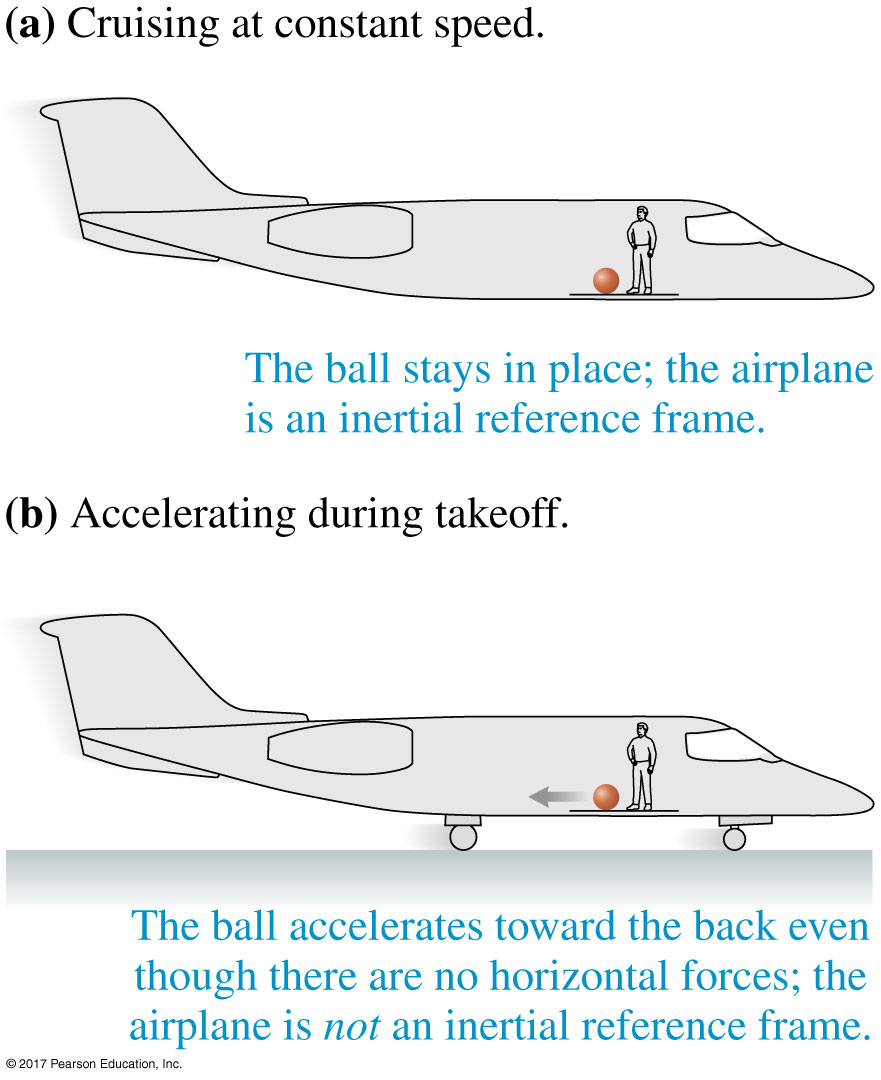 (a) Cruising at constant speed.
The ball stays in place; the airplane
is an inertial reference frame.
(b) Accelerating during takeoff.
The ball accelerates toward the back even
though there are no horizontal forces; the
airplane is not an inertial reference frame.
© 2017 Pearson Education, Inc.